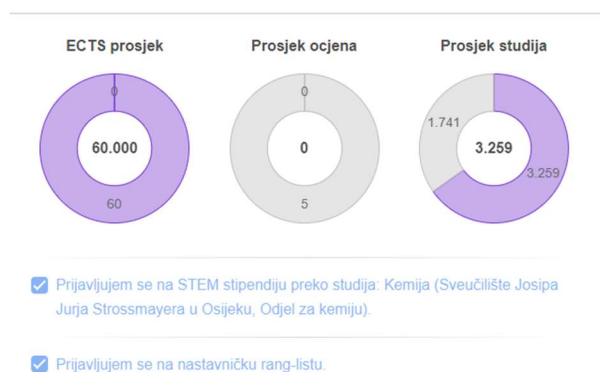 ECTS prosjek Prosjek ocjena Prosjek studija
0 0
1.741
60.000 0 3.259
3.259
60 5
Prijavljujem se na STEM stipendiju preko studija: Kemija (Sveučilište Josipa
Jurja Strossmayera u Osijeku, Odjel za kemiju).
Prijavljujem se na nastavničku rang-listu.